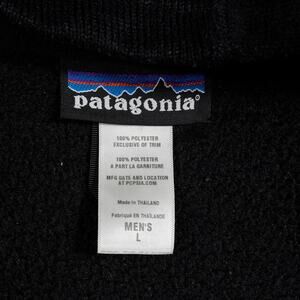 patagonia®
100% POLYESTER
EXCLUSIVE OF TRIM
100% POLYESTER
A PART LA GARNITURE
MFG DATE AND LOCATION
AT PCPSIA.COM
MADE IN THAILAND
Fabriqué EN THAÏLANDE
MEN'S
L